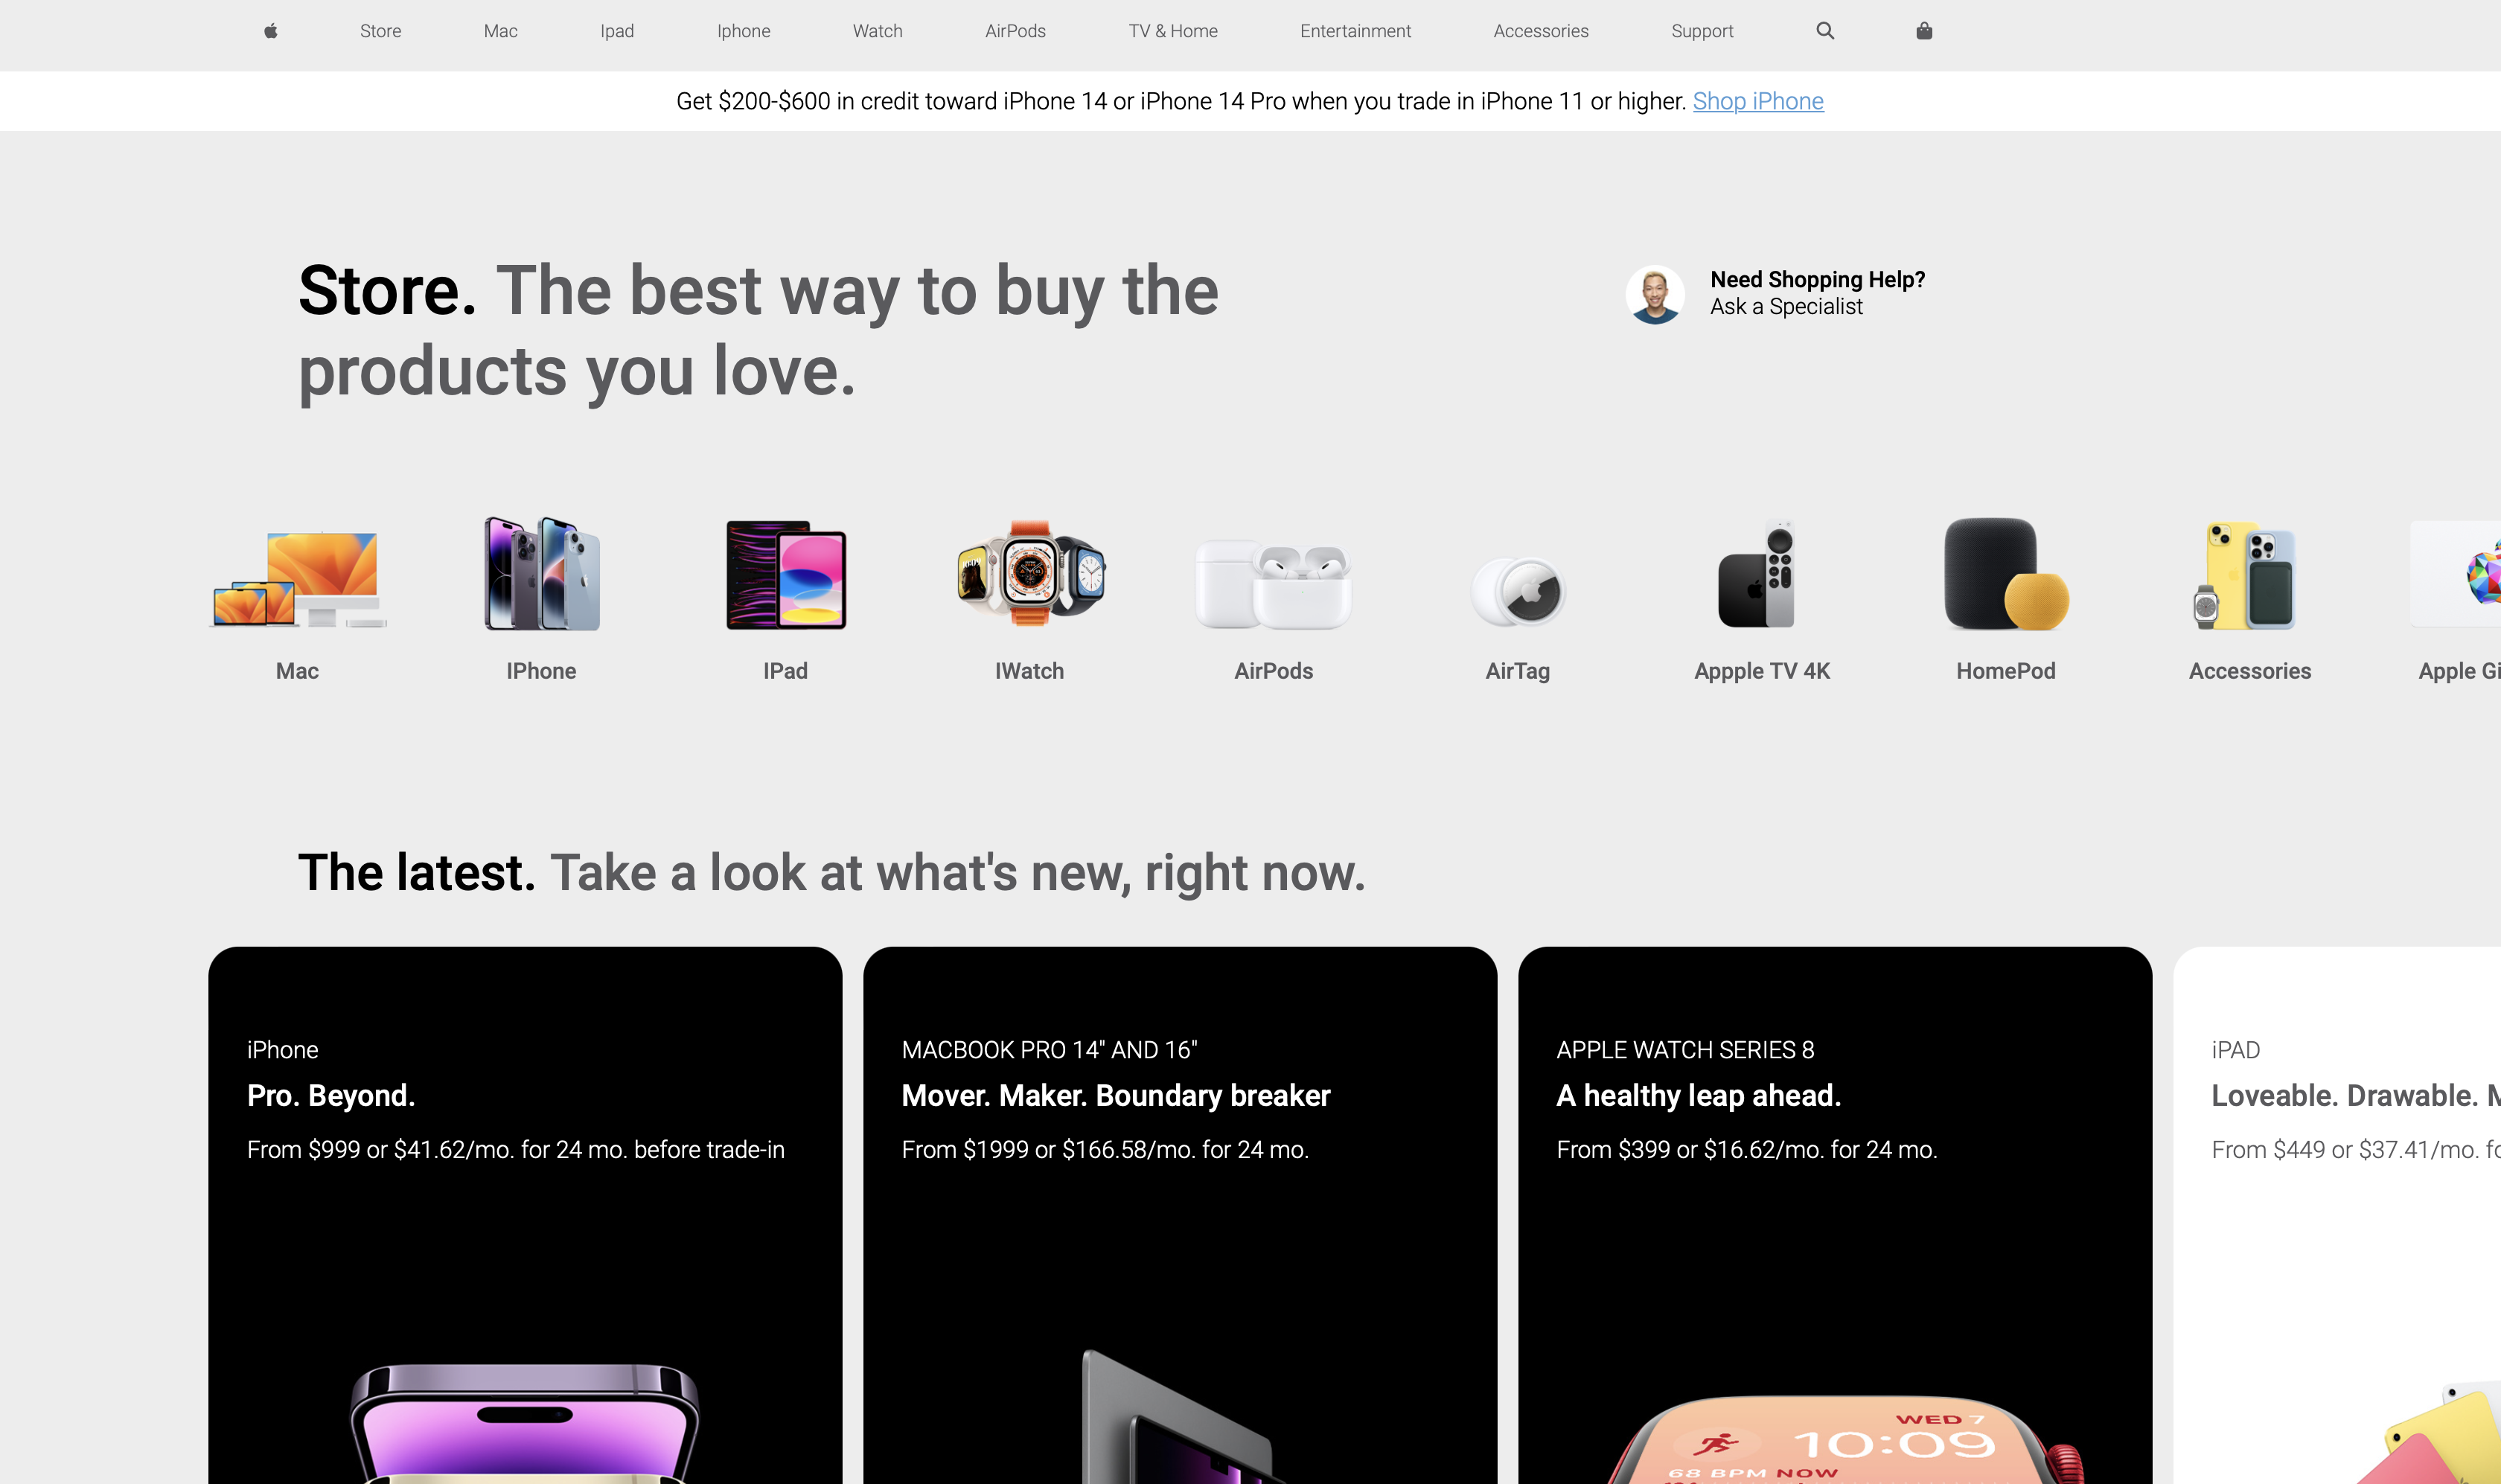 Store Mac Ipad Iphone Watch AirPods TV & Home Entertainment Accessories Support
Get $200-$600 in credit toward iPhone 14 or iPhone 14 Pro when you trade in iPhone 11 or higher. Shop iPhone
Store. The best way to buy the
products you love.
Need Shopping Help?
Ask a Specialist
Mac IPhone IPad IWatch AirPods AirTag Appple TV 4K HomePod Accessories Apple Gi
The latest. Take a look at what's new, right now.
iPhone
Pro. Beyond.
From $999 or $41.62/mo. for 24 mo. before trade-in
MACBOOK PRO 14" AND 16"
Mover. Maker. Boundary breaker
From $1999 or $166.58/mo. for 24 mo.
APPLE WATCH SERIES 8
A healthy leap ahead.
From $399 or $16.62/mo. for 24 mo.
WED 7
10:09
68 BPM NOW
iPAD
Loveable. Drawable. M
From $449 or $37.41/mo. fo